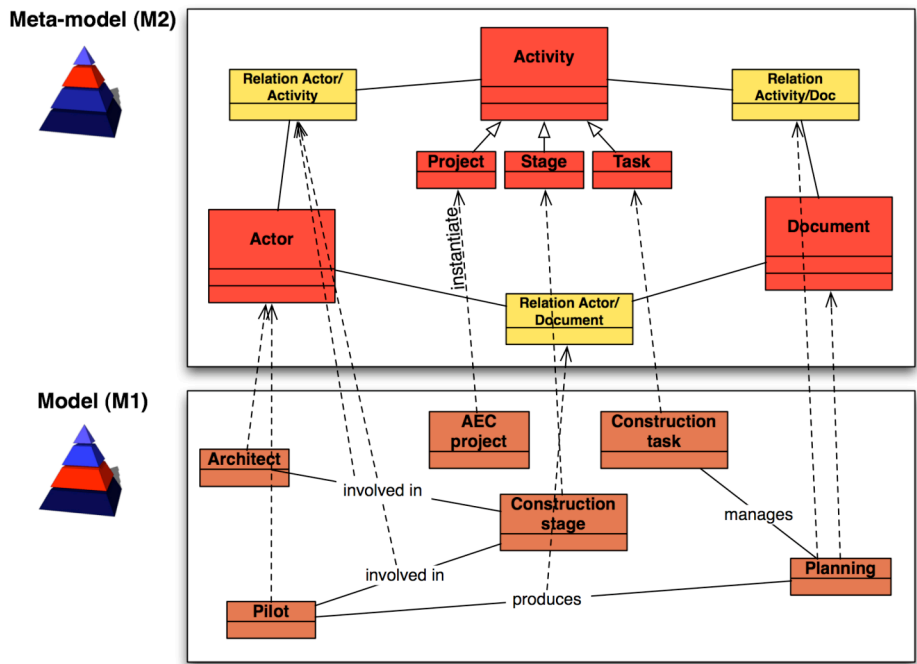 Meta-model (M2)
Activity
Relation Actor/
Activity
Relation
Activity/Doc
Project
Stage
Task
Actor
instantiate
Document
Relation Actor/
Document
Model (M1)
AEC
project
Construction
task
Architect
involved in
Construction
stage
manages
Planning
involved in
produces
Pilot